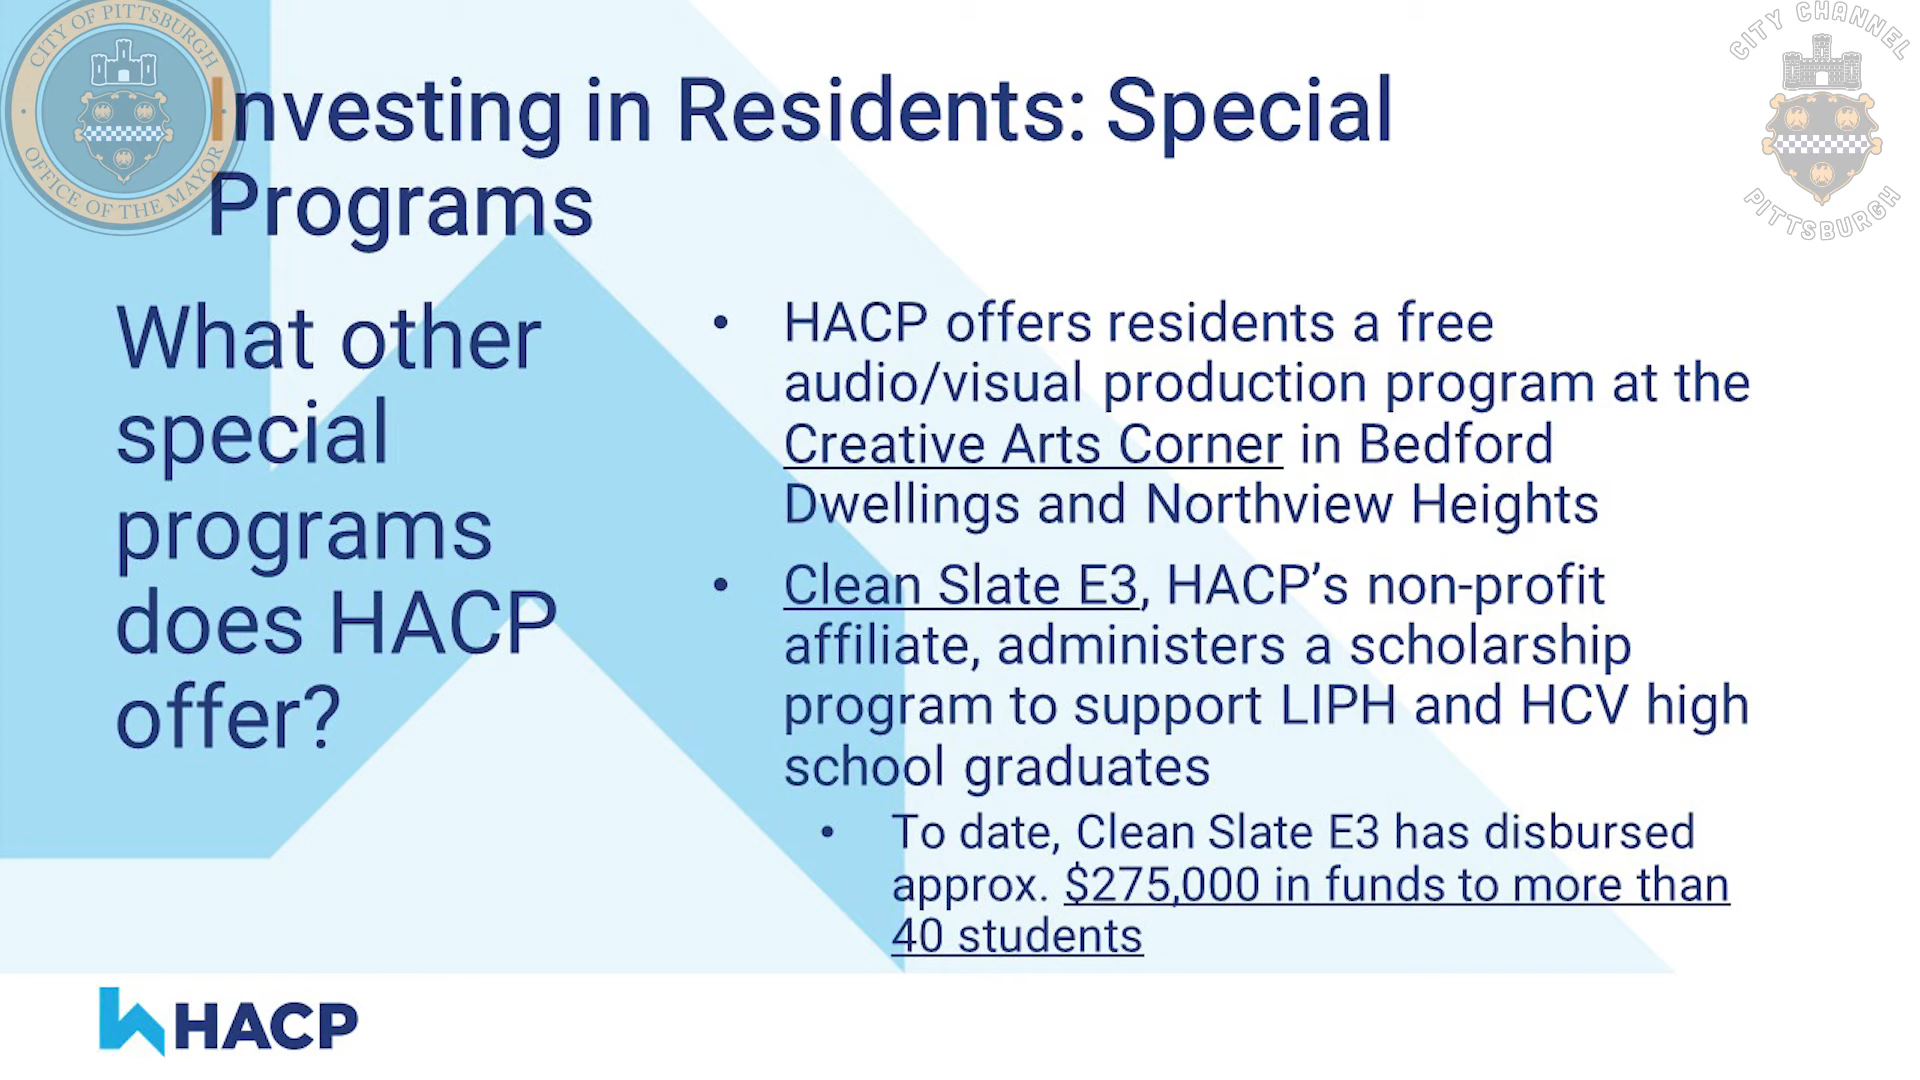 CITY OF PITTSBURGH
OFFICE OF THE MAYOR
CITY CHANNEL
PITTSBURGH
Investing in Residents: Special
Programs
What other
special
programs
does HACP
offer?
• HACP offers residents a free
audio/visual production program at the
Creative Arts Corner in Bedford
Dwellings and Northview Heights
• Clean Slate E3, HACP’s non-profit
affiliate, administers a scholarship
program to support LIPH and HCV high
school graduates
• To date, Clean Slate E3 has disbursed
approx. $275,000 in funds to more than
40 students
HACP